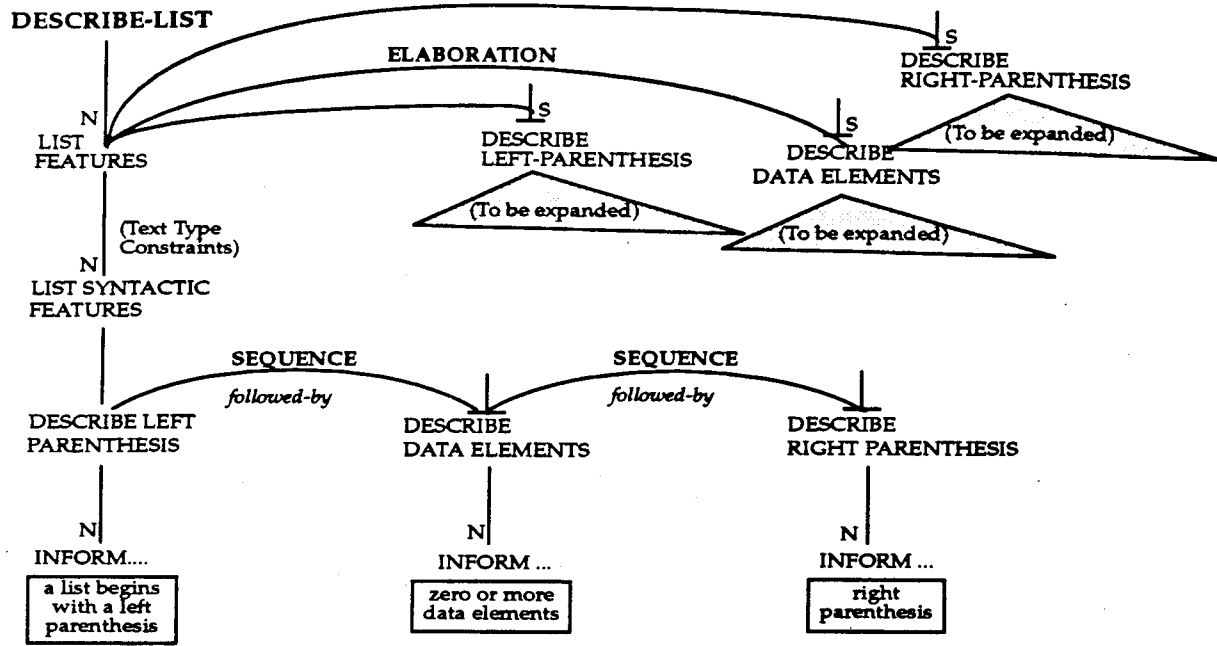 DESCRIBE-LIST
ELABORATION
S
DESCRIBE
RIGHT-PARENTHESIS
(To be expanded)
N
LIST
FEATURES
S
DESCRIBE
LEFT-PARENTHESIS
(To be expanded)
S
DESCRIBE
DATA ELEMENTS
(To be expanded)
(Text Type
Constraints)
N
LIST SYNTACTIC
FEATURES
SEQUENCE
followed-by
SEQUENCE
followed-by
DESCRIBE LEFT
PARENTHESIS
DESCRIBE
DATA ELEMENTS
DESCRIBE
RIGHT PARENTHESIS
N
INFORM....
a list begins
with a left
parenthesis
N
INFORM ...
zero or more
data elements
N
INFORM ...
right
parenthesis